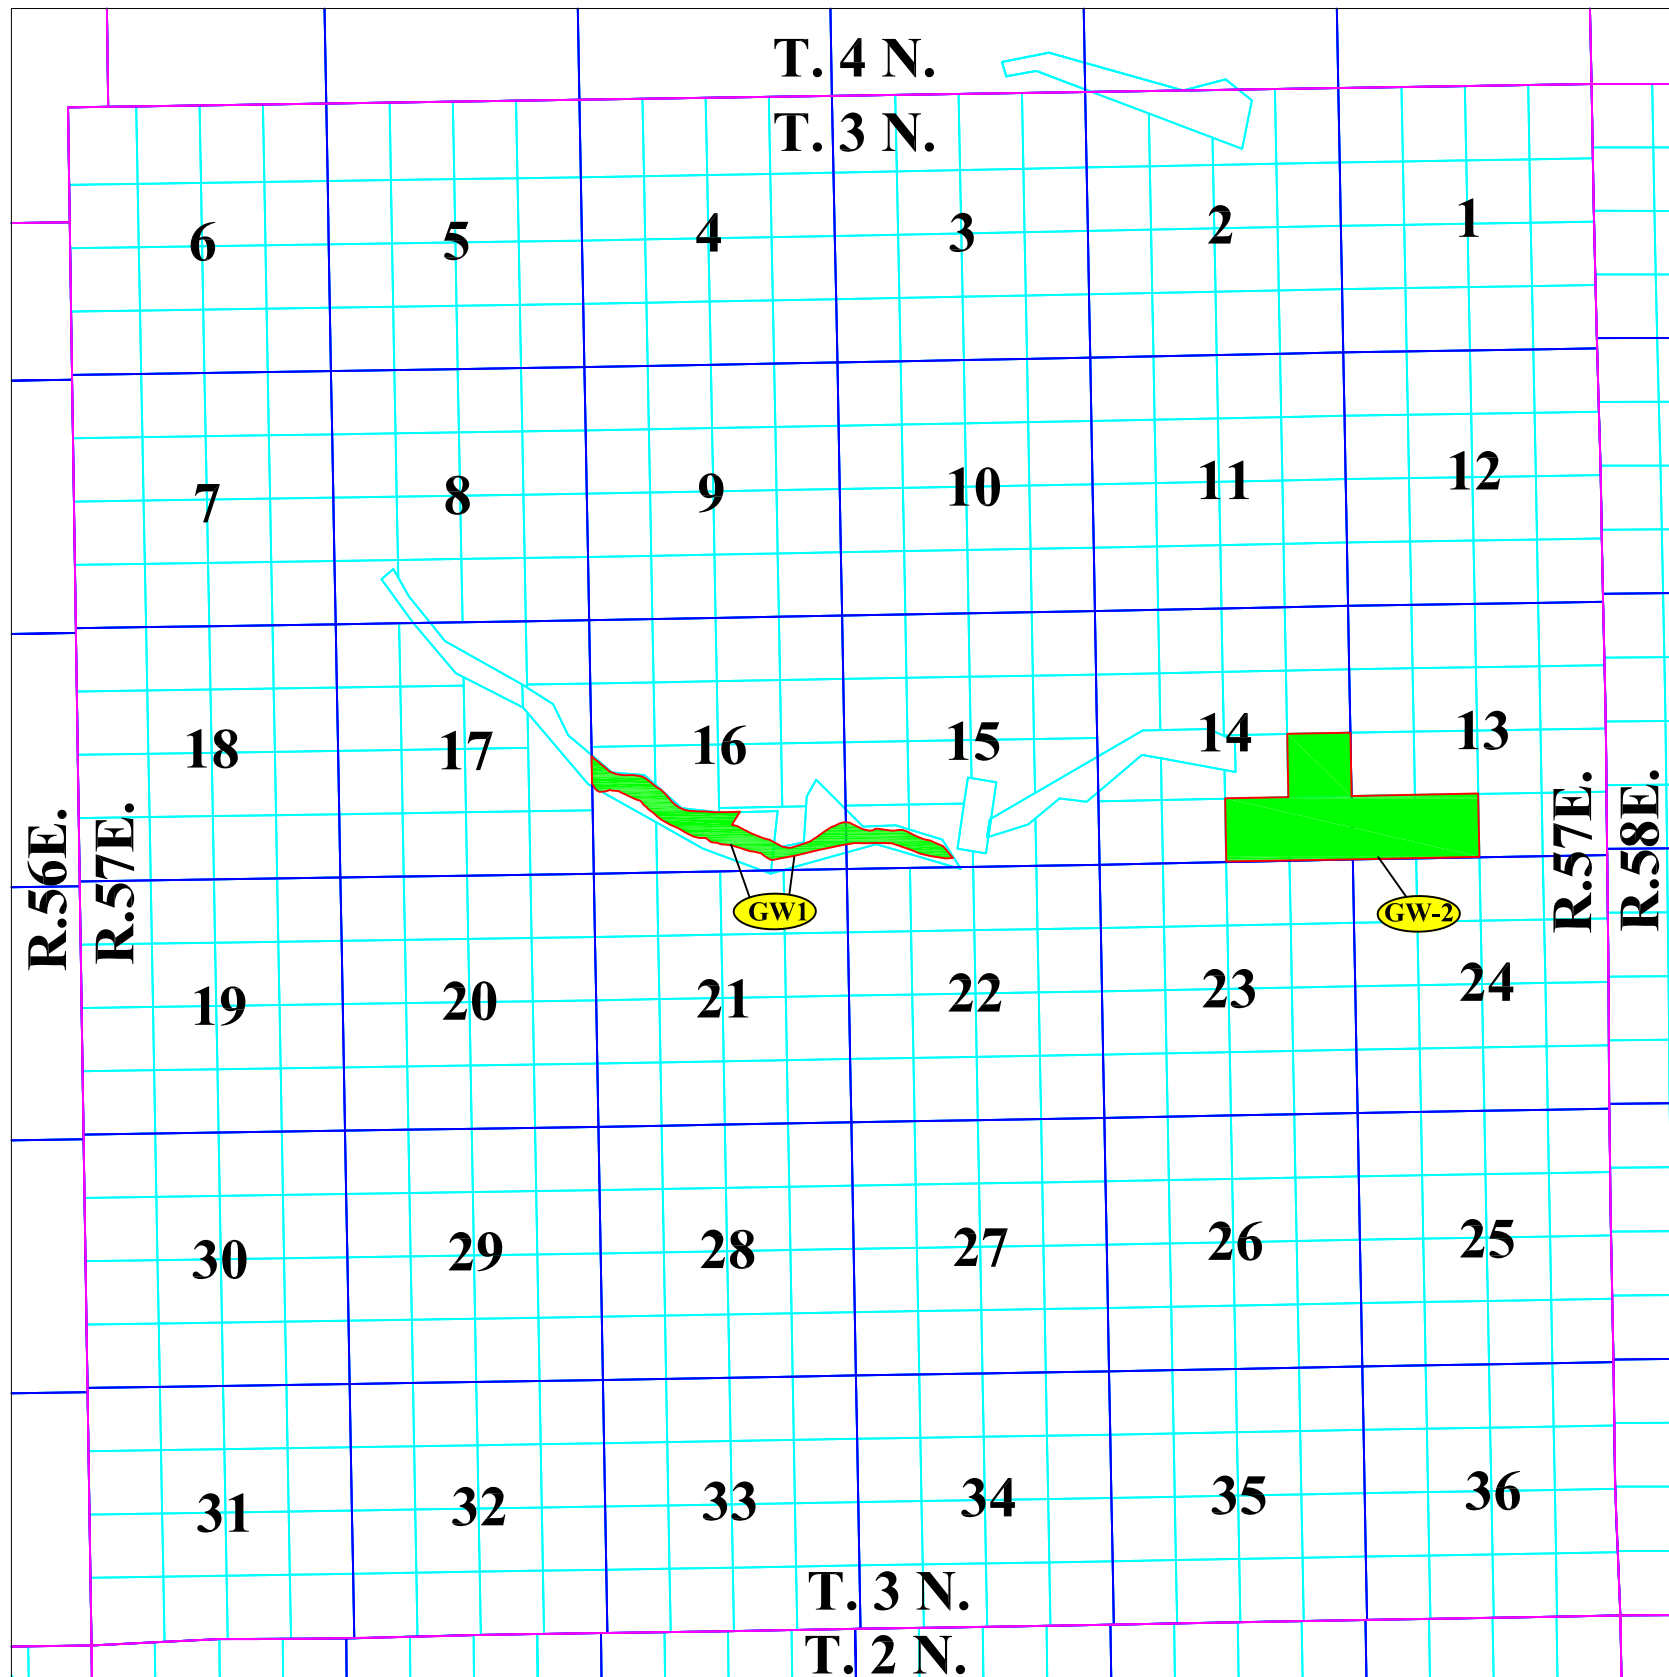 T. 4 N.
T. 3 N.
6 5 4 3 2 1
7 8 9 10 11 12
18 17 16 15 14 13
R.56E.
R.57E.
R.57E.
R.58E.
GW1
GW-2
19 20 21 22 23 24
30 29 28 27 26 25
31 32 33 34 35 36
T. 3 N.
T. 2 N.